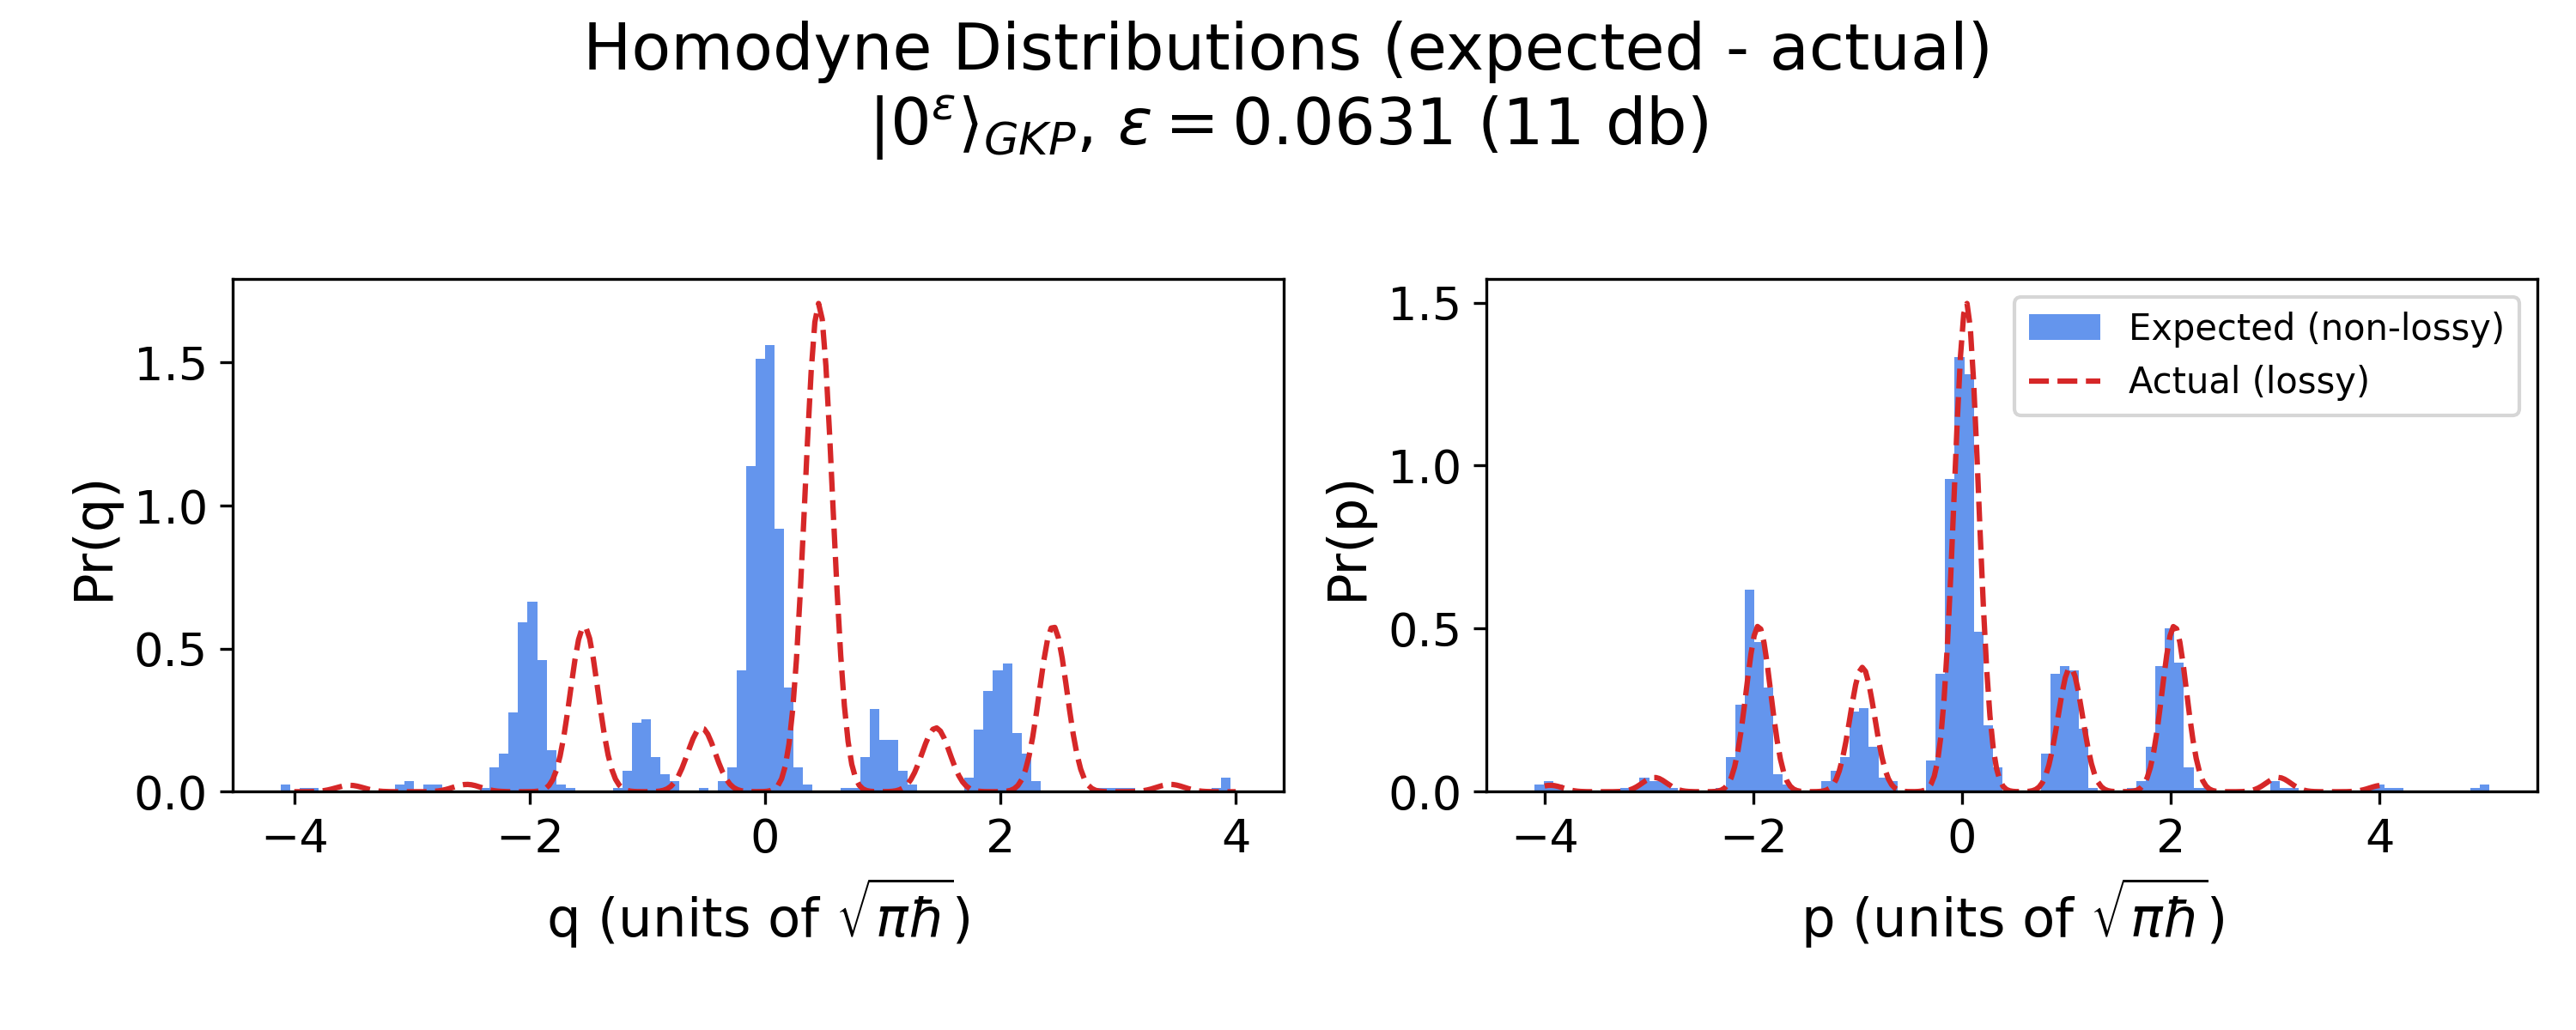 Homodyne Distributions (expected - actual)
|0^ε⟩_GKP, ε = 0.0631 (11 db)
Pr(q)
1.5
1.0
0.5
0.0
−4 −2 0 2 4
q (units of √πħ)
Pr(p)
1.5
1.0
0.5
0.0
−4 −2 0 2 4
p (units of √πħ)
Expected (non-lossy)
Actual (lossy)